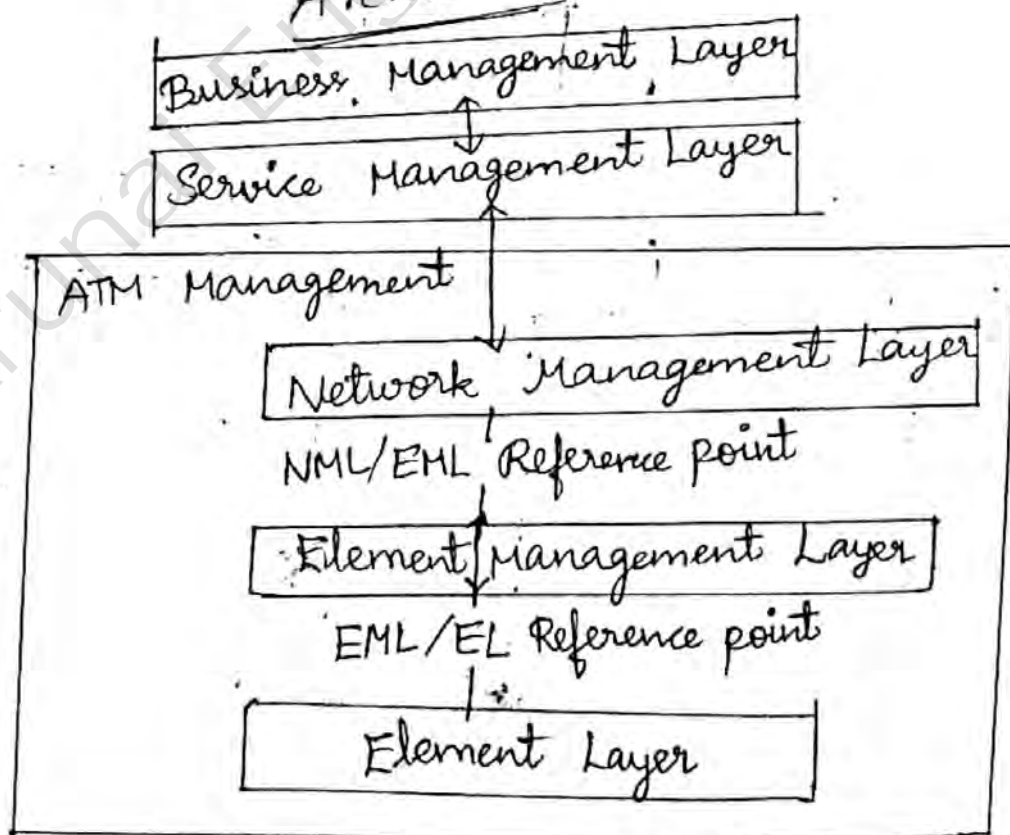 Business Management Layer
Service Management Layer
ATM Management
Network Management Layer
NML/EML Reference point
Element Management Layer
EML/EL Reference point
Element Layer